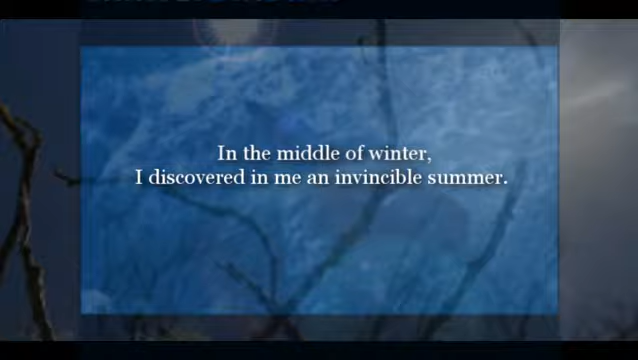 In the middle of winter,
I discovered in me an invincible summer.